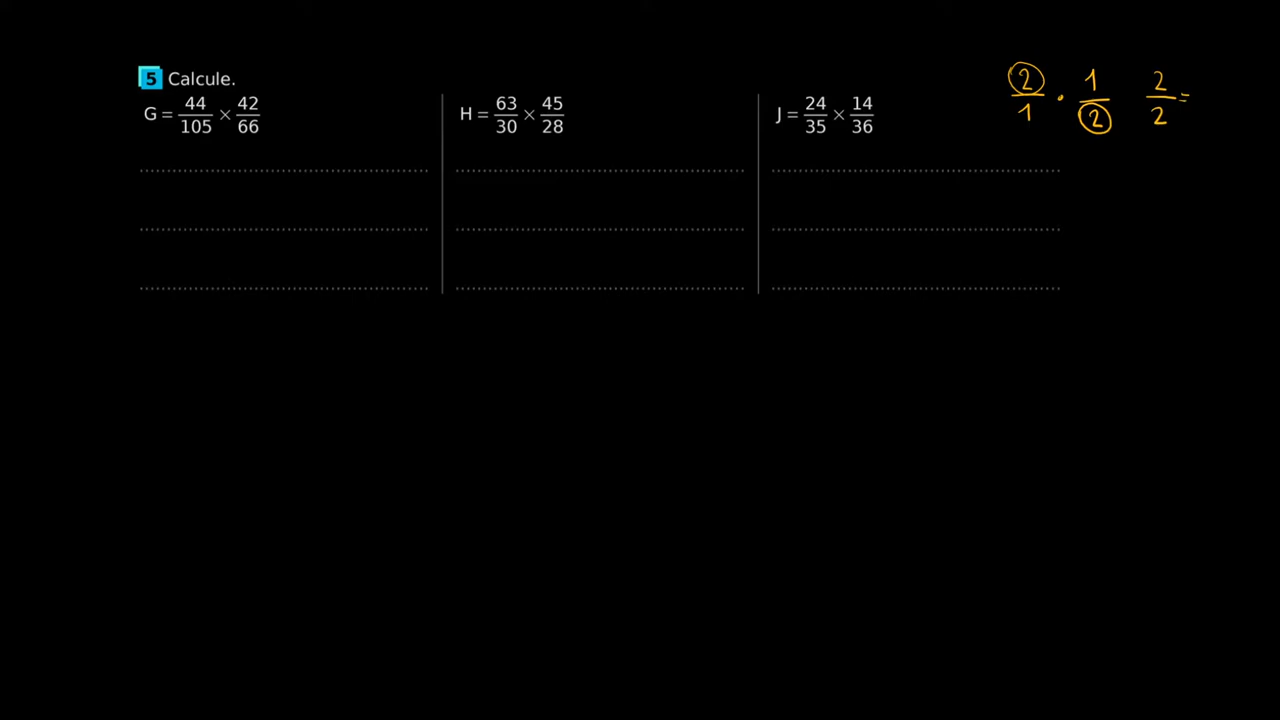 5 Calcule.
G = 44/105 × 42/66
H = 63/30 × 45/28
J = 24/35 × 14/36
2/1 · 1/2 2/2 =